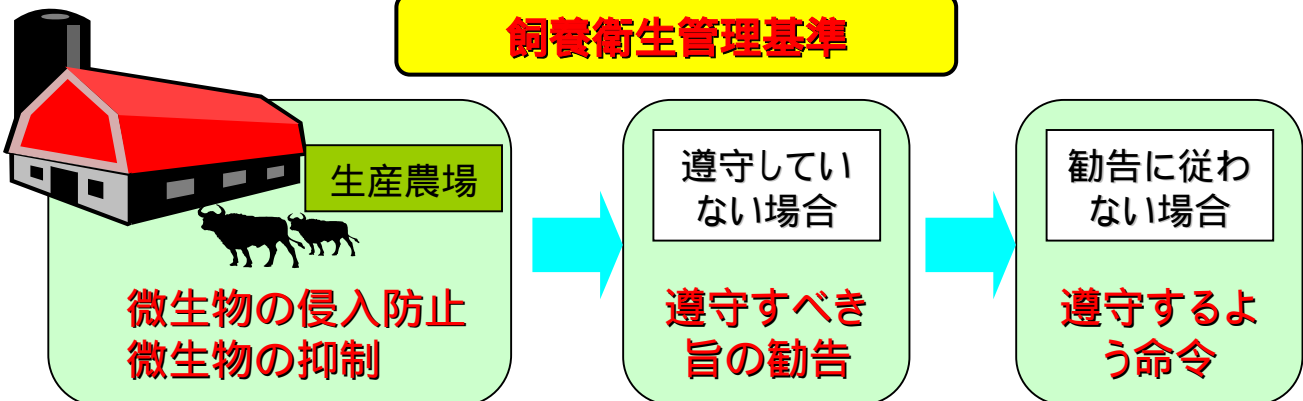 飼養衛生管理基準
生産農場
微生物の侵入防止
微生物の抑制
遵守してい
ない場合
遵守すべき
旨の勧告
勧告に従わ
ない場合
遵守するよ
う命令